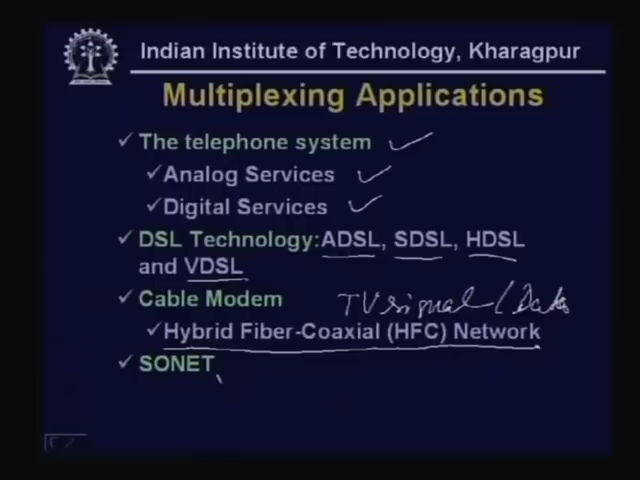 Indian Institute of Technology, Kharagpur
Multiplexing Applications
✓ The telephone system
✓Analog Services
✓Digital Services
✓ DSL Technology: ADSL, SDSL, HDSL
and VDSL
✓ Cable Modem TV signal / Data
✓Hybrid Fiber-Coaxial (HFC) Network
✓ SONET